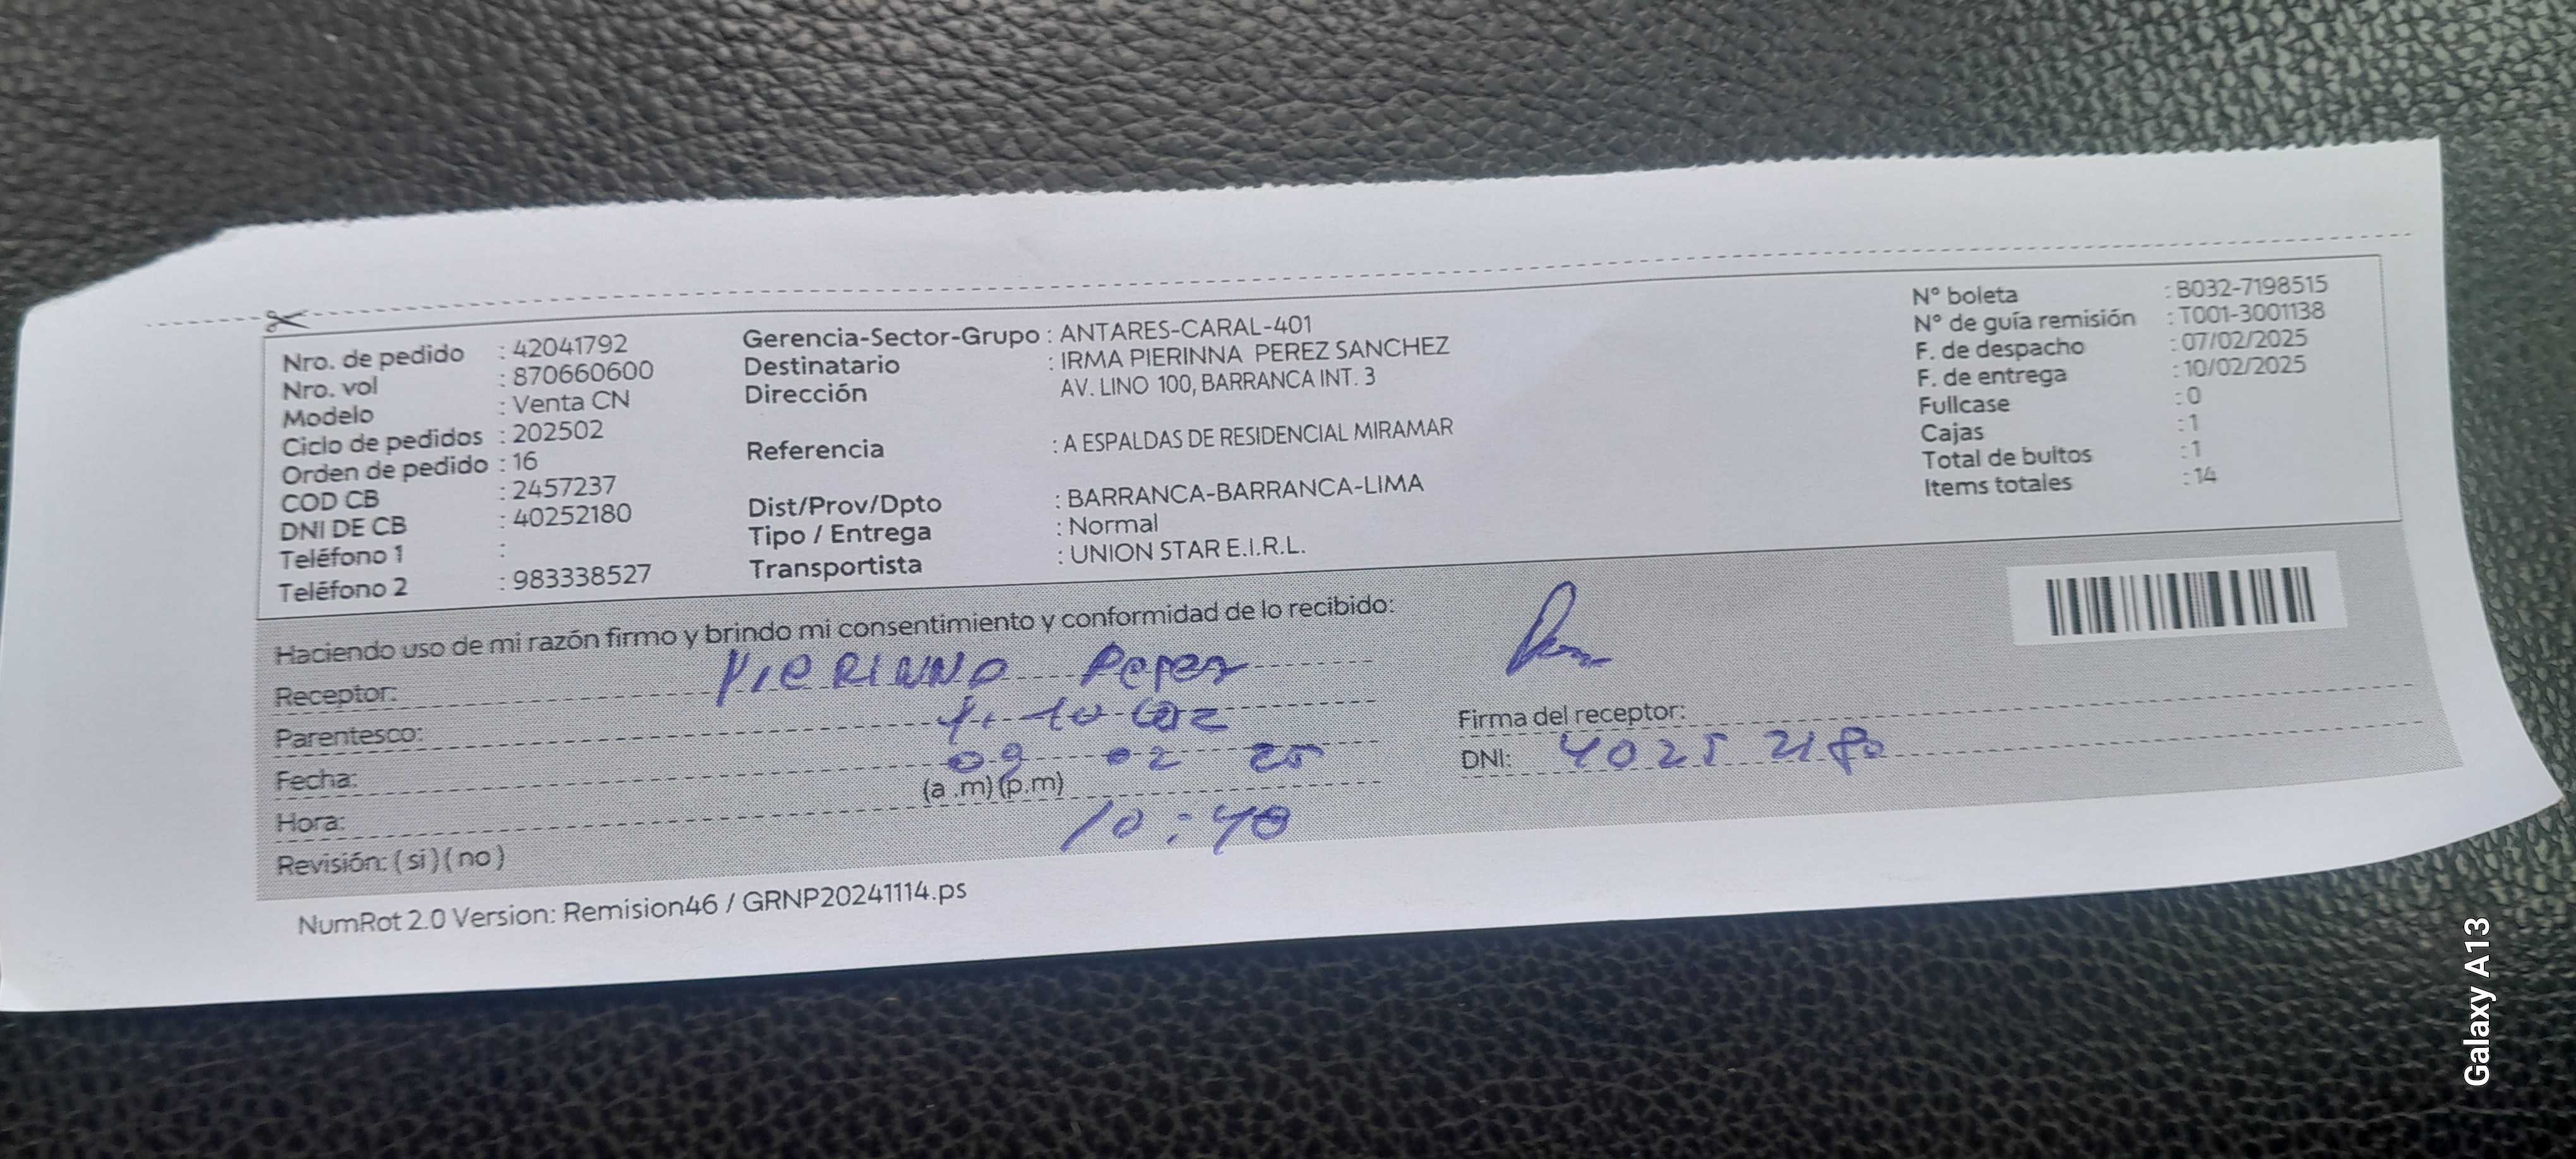 Nro. de pedido : 42041792
Nro. vol : 870660600
Modelo : Venta CN
Ciclo de pedidos : 202502
Orden de pedido : 16
COD CB : 2457237
DNI DE CB : 40252180
Teléfono 1 :
Teléfono 2 : 983338527
Gerencia-Sector-Grupo : ANTARES-CARAL-401
Destinatario : IRMA PIERINNA PEREZ SANCHEZ
Dirección AV. LINO 100, BARRANCA INT. 3
Referencia : A ESPALDAS DE RESIDENCIAL MIRAMAR
Dist/Prov/Dpto : BARRANCA-BARRANCA-LIMA
Tipo / Entrega : Normal
Transportista : UNION STAR E.I.R.L.
N° boleta : B032-7198515
N° de guía remisión : T001-3001138
F. de despacho : 07/02/2025
F. de entrega : 10/02/2025
Fullcase : 0
Cajas : 1
Total de bultos : 1
Items totales : 14
Haciendo uso de mi razón firmo y brindo mi consentimiento y conformidad de lo recibido:
Receptor: Perez
Parentesco:
Fecha: 09 02 25
Hora: (a .m) (p.m) 10:40
Revisión: ( si ) ( no )
Firma del receptor:
DNI: 4025 2180
NumRot 2.0 Version: Remision46 / GRNP20241114.ps
Galaxy A13